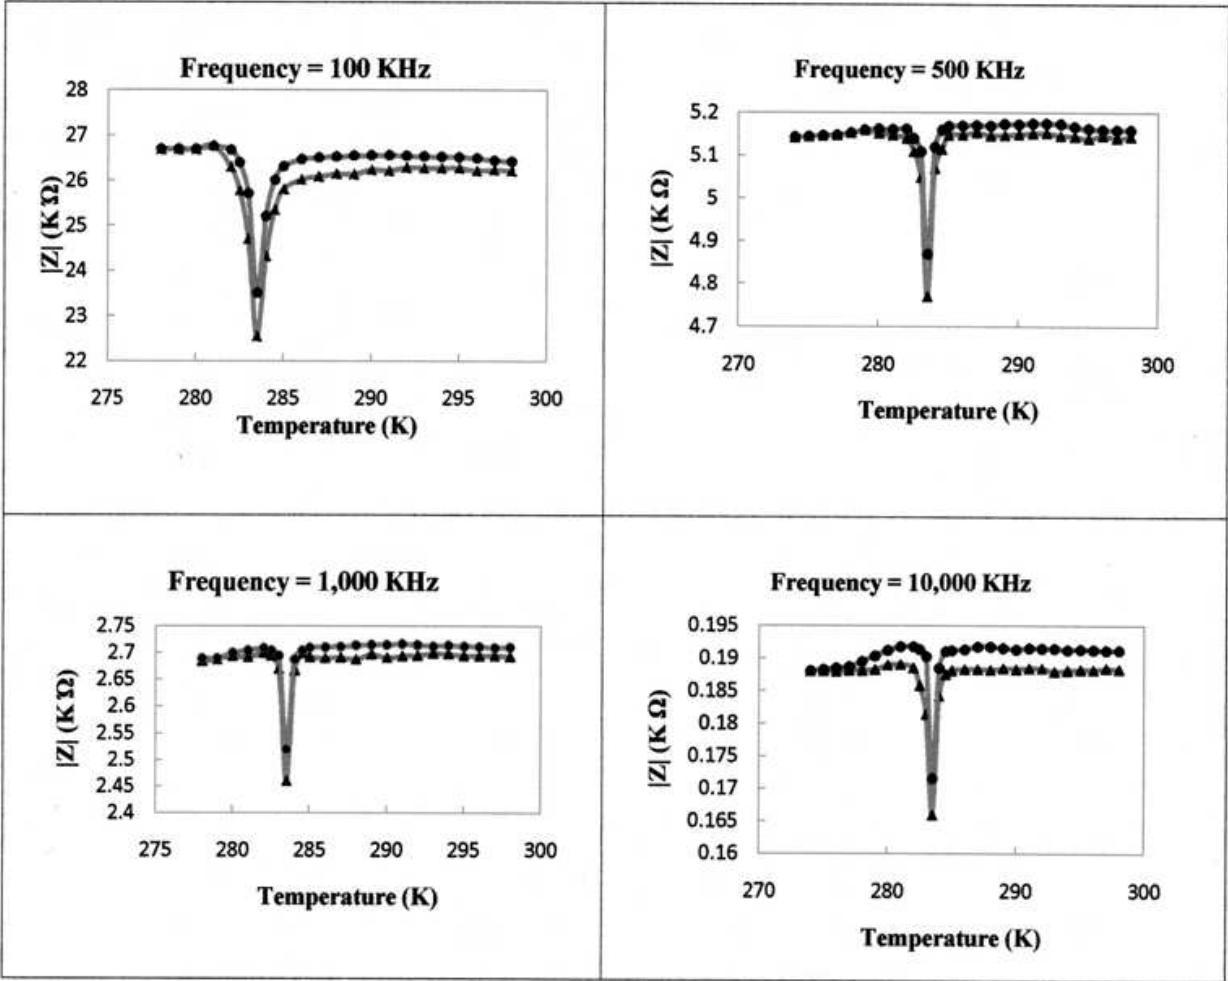 Frequency = 100 KHz
28
27
26
25
24
23
22
|Z| (K Ω)
275 280 285 290 295 300
Temperature (K)
Frequency = 500 KHz
5.2
5.1
5
4.9
4.8
4.7
|Z| (K Ω)
270 280 290 300
Temperature (K)
Frequency = 1,000 KHz
2.75
2.7
2.65
2.6
2.55
2.5
2.45
2.4
|Z| (K Ω)
275 280 285 290 295 300
Temperature (K)
Frequency = 10,000 KHz
0.195
0.19
0.185
0.18
0.175
0.17
0.165
0.16
|Z| (K Ω)
270 280 290 300
Temperature (K)